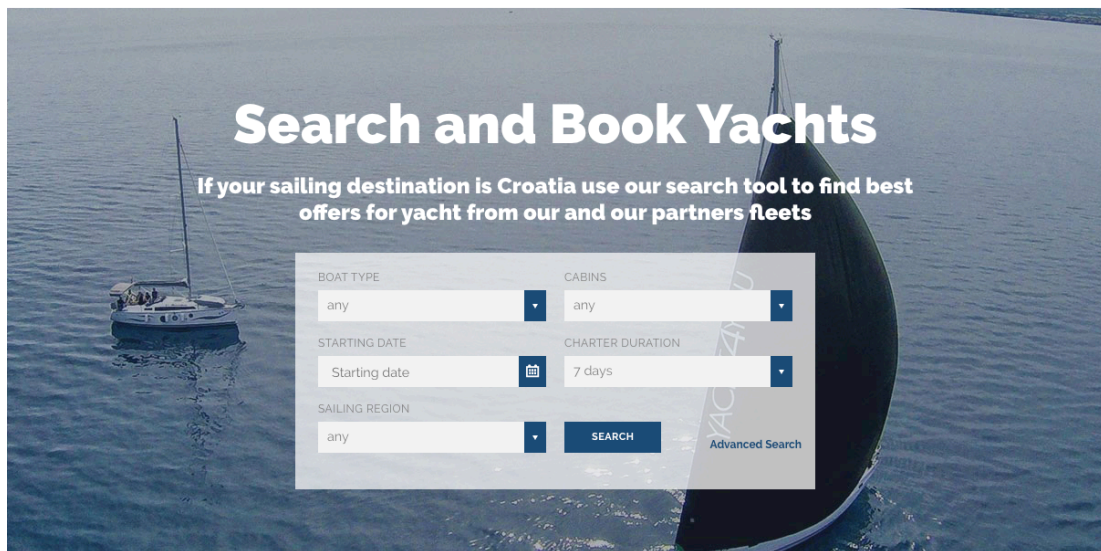 Search and Book Yachts
If your sailing destination is Croatia use our search tool to find best
offers for yacht from our and our partners fleets
BOAT TYPE
CABINS
any
any
STARTING DATE
CHARTER DURATION
Starting date
7 days
SAILING REGION
any
SEARCH
Advanced Search